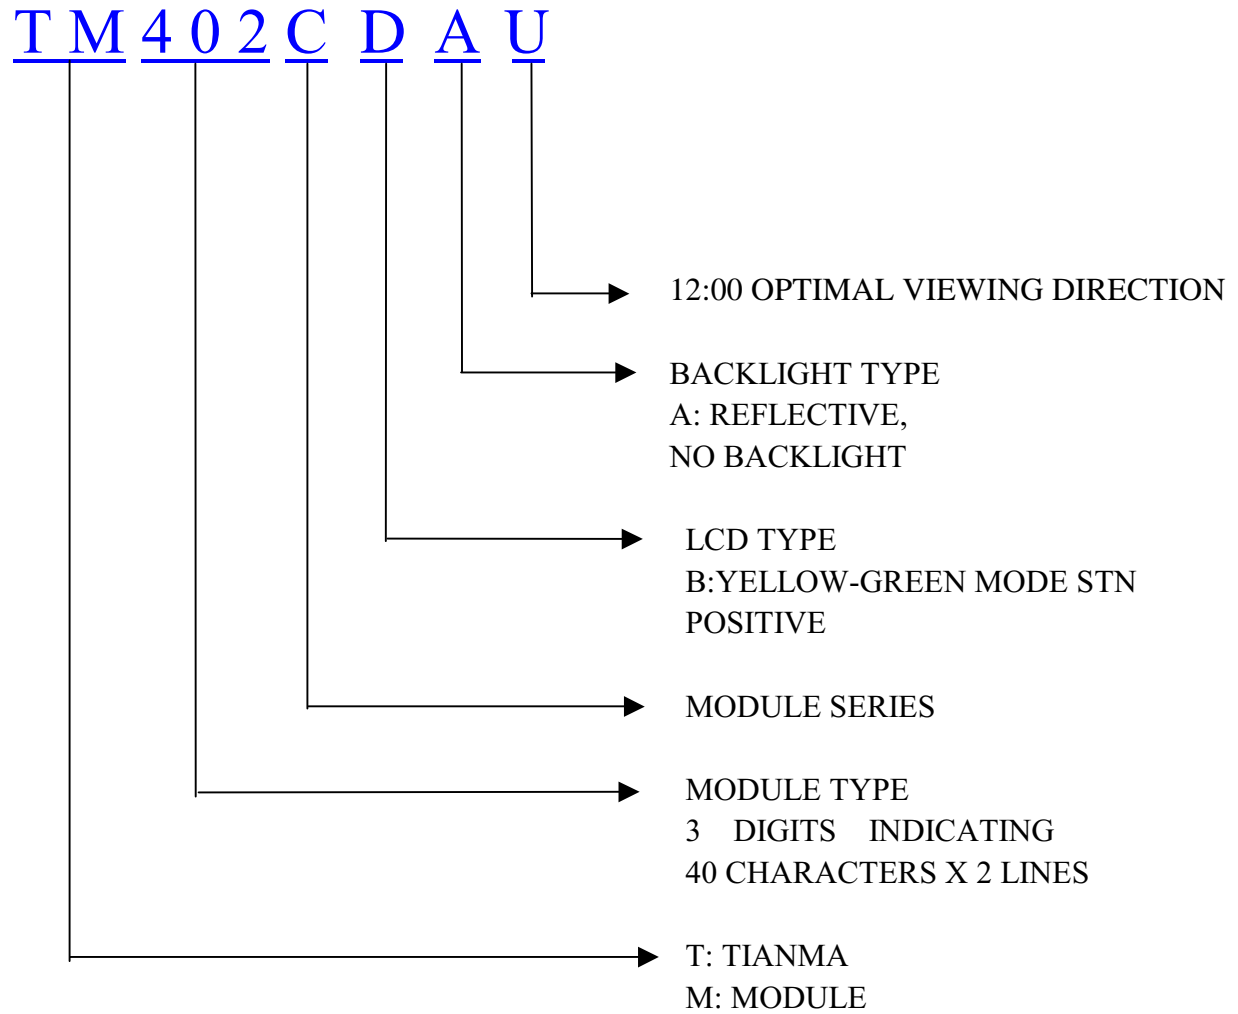 T M 4 0 2 C D A U
12:00 OPTIMAL VIEWING DIRECTION
BACKLIGHT TYPE
A: REFLECTIVE,
NO BACKLIGHT
LCD TYPE
B:YELLOW-GREEN MODE STN
POSITIVE
MODULE SERIES
MODULE TYPE
3 DIGITS INDICATING
40 CHARACTERS X 2 LINES
T: TIANMA
M: MODULE